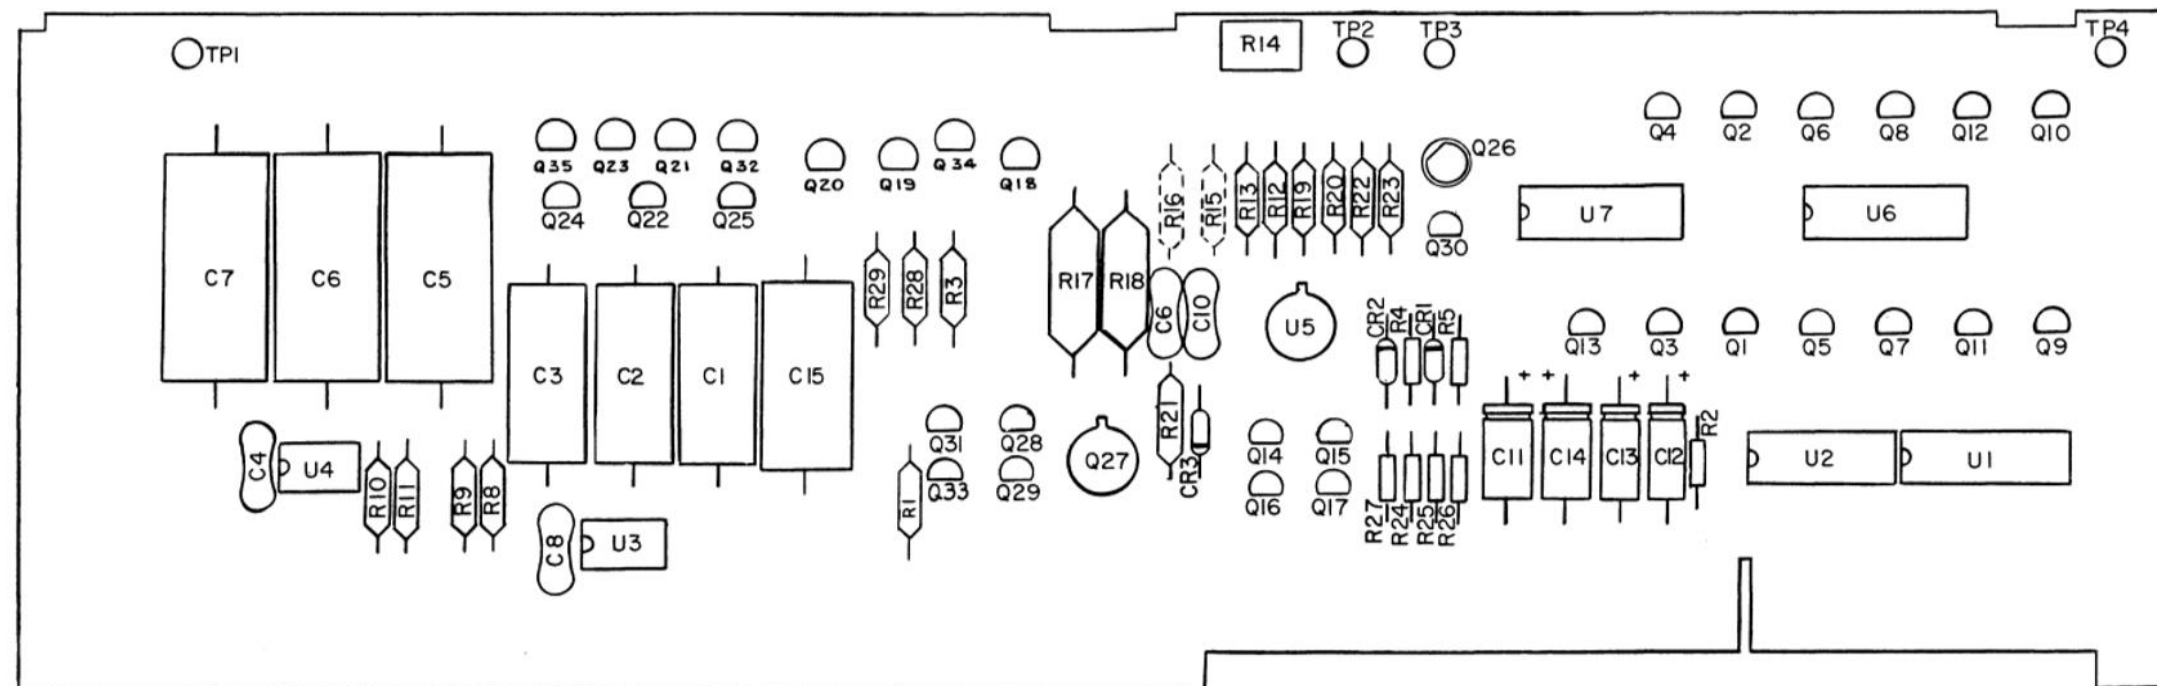 TP1
R14
TP2
TP3
TP4
Q4
Q2
Q6
Q8
Q12
Q10
Q35
Q23
Q21
Q32
Q20
Q19
Q34
Q18
Q26
Q24
Q22
Q25
R16
R15
R13
R12
R19
R20
R22
R23
Q30
U7
U6
C7
C6
C5
R29
R28
R3
R17
R18
C6
C10
U5
CR2
R4
CR1
R5
Q13
Q3
Q1
Q5
Q7
Q11
Q9
C3
C2
C1
C15
+
+
+
+
R21
CR3
Q31
Q28
Q27
Q14
Q15
C11
C14
C13
C12
R2
U2
U1
C4
U4
R10
R11
R9
R8
Q33
Q29
R1
Q16
Q17
R27
R24
R25
R26
C8
U3